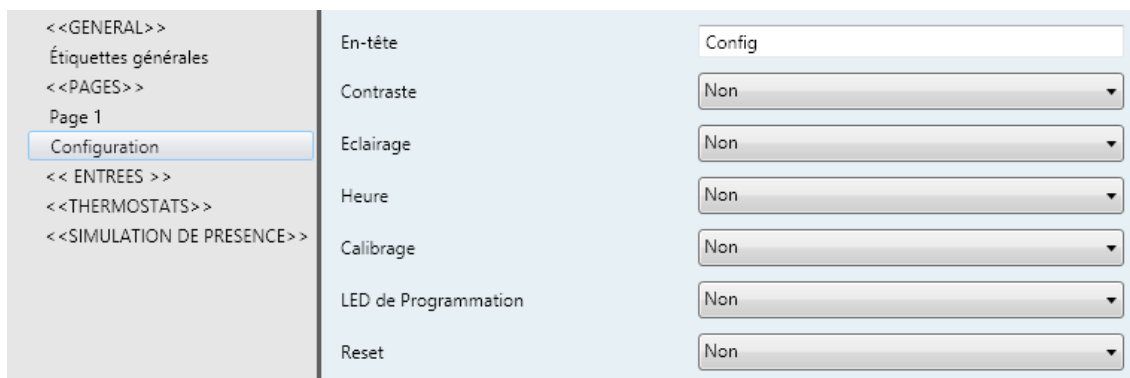 <<GENERAL>>
Étiquettes générales
<<PAGES>>
Page 1
Configuration
<< ENTREES >>
<<THERMOSTATS>>
<<SIMULATION DE PRESENCE>>
En-tête Config
Contraste Non
Eclairage Non
Heure Non
Calibrage Non
LED de Programmation Non
Reset Non